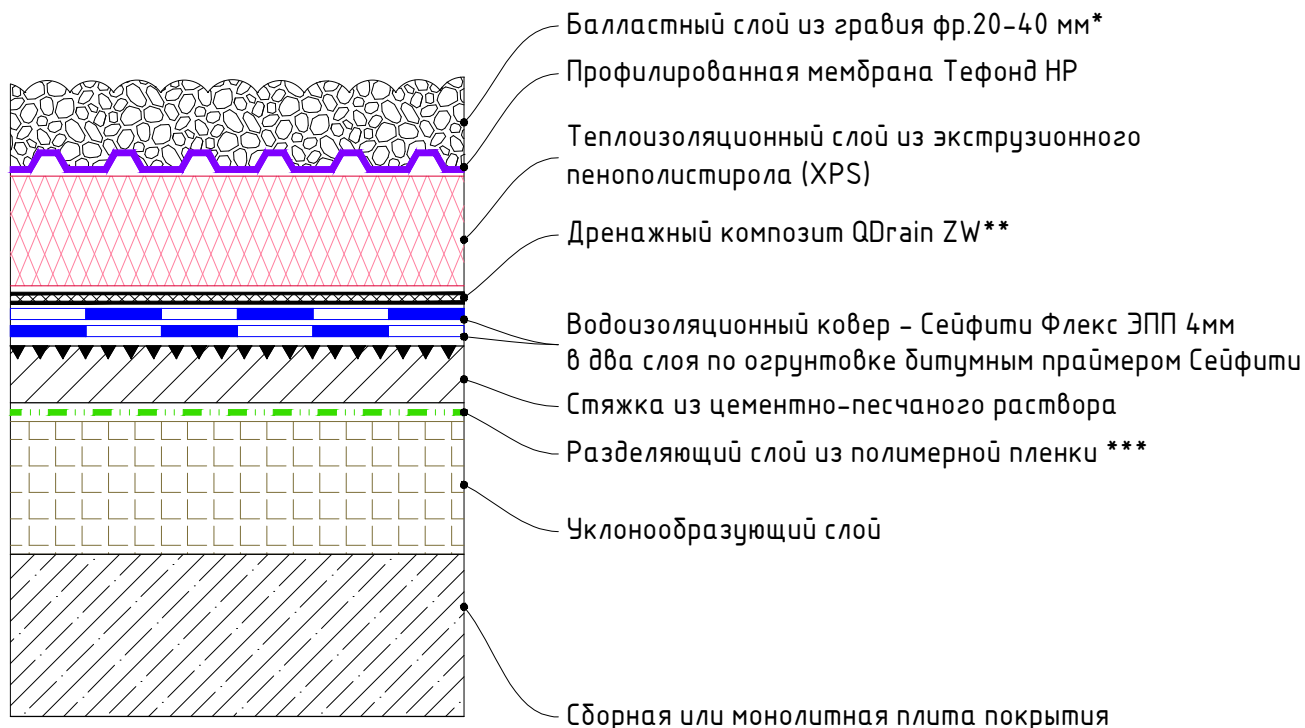 Балластный слой из гравия фр.20-40 мм*
Профилированная мембрана Тефонд HP
Теплоизоляционный слой из экструзионного
пенополистирола (XPS)
Дренажный композит QDrain ZW**
Водоизоляционный ковер - Сейфити Флекс ЭПП 4мм
в два слоя по огрунтовке битумным праймером Сейфити
Стяжка из цементно-песчаного раствора
Разделяющий слой из полимерной пленки ***
Уклонообразующий слой
Сборная или монолитная плита покрытия